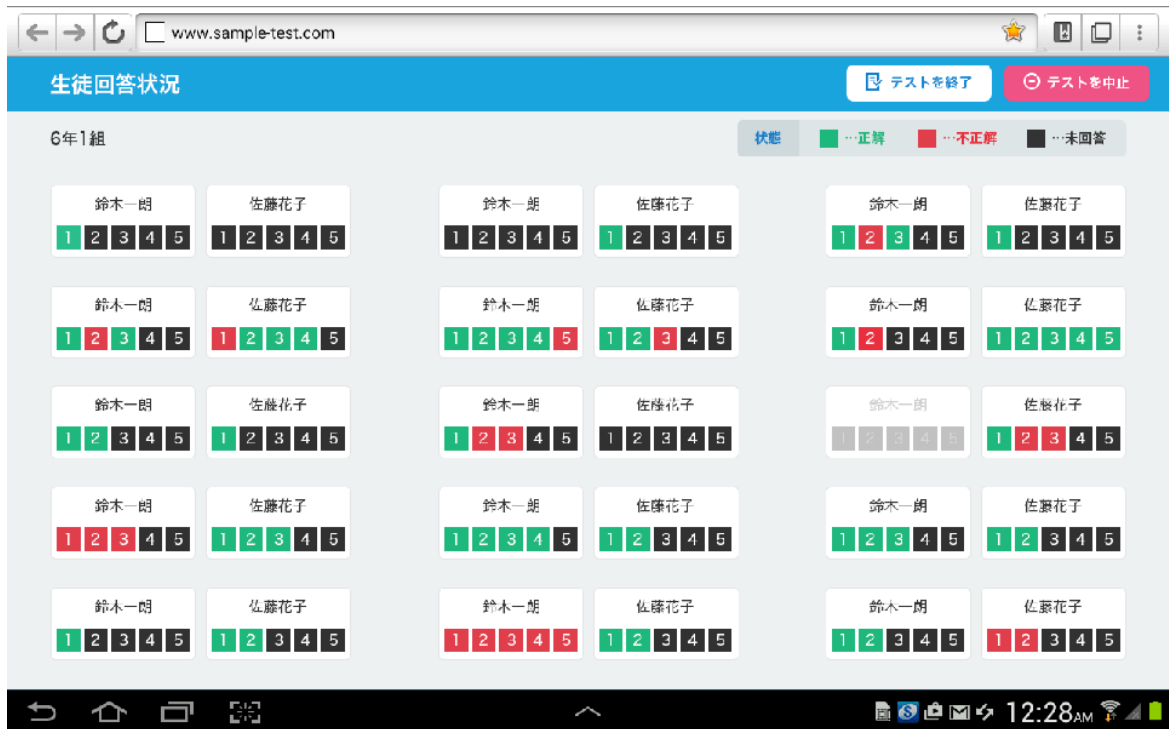 www.sample-test.com
生徒回答状況
テストを終了
テストを中止
6年1組
状態 …正解 …不正解 …未回答
鈴木一朗 佐藤花子 鈴木一朗 佐藤花子 鈴木一朗 佐藤花子
1 2 3 4 5 1 2 3 4 5 1 2 3 4 5 1 2 3 4 5 1 2 3 4 5 1 2 3 4 5
鈴木一朗 佐藤花子 鈴木一朗 佐藤花子 鈴木一朗 佐藤花子
1 2 3 4 5 1 2 3 4 5 1 2 3 4 5 1 2 3 4 5 1 2 3 4 5 1 2 3 4 5
鈴木一朗 佐藤花子 鈴木一朗 佐藤花子 鈴木一朗 佐藤花子
1 2 3 4 5 1 2 3 4 5 1 2 3 4 5 1 2 3 4 5 1 2 3 4 5 1 2 3 4 5
鈴木一朗 佐藤花子 鈴木一朗 佐藤花子 鈴木一朗 佐藤花子
1 2 3 4 5 1 2 3 4 5 1 2 3 4 5 1 2 3 4 5 1 2 3 4 5 1 2 3 4 5
鈴木一朗 佐藤花子 鈴木一朗 佐藤花子 鈴木一朗 佐藤花子
1 2 3 4 5 1 2 3 4 5 1 2 3 4 5 1 2 3 4 5 1 2 3 4 5 1 2 3 4 5
12:28AM